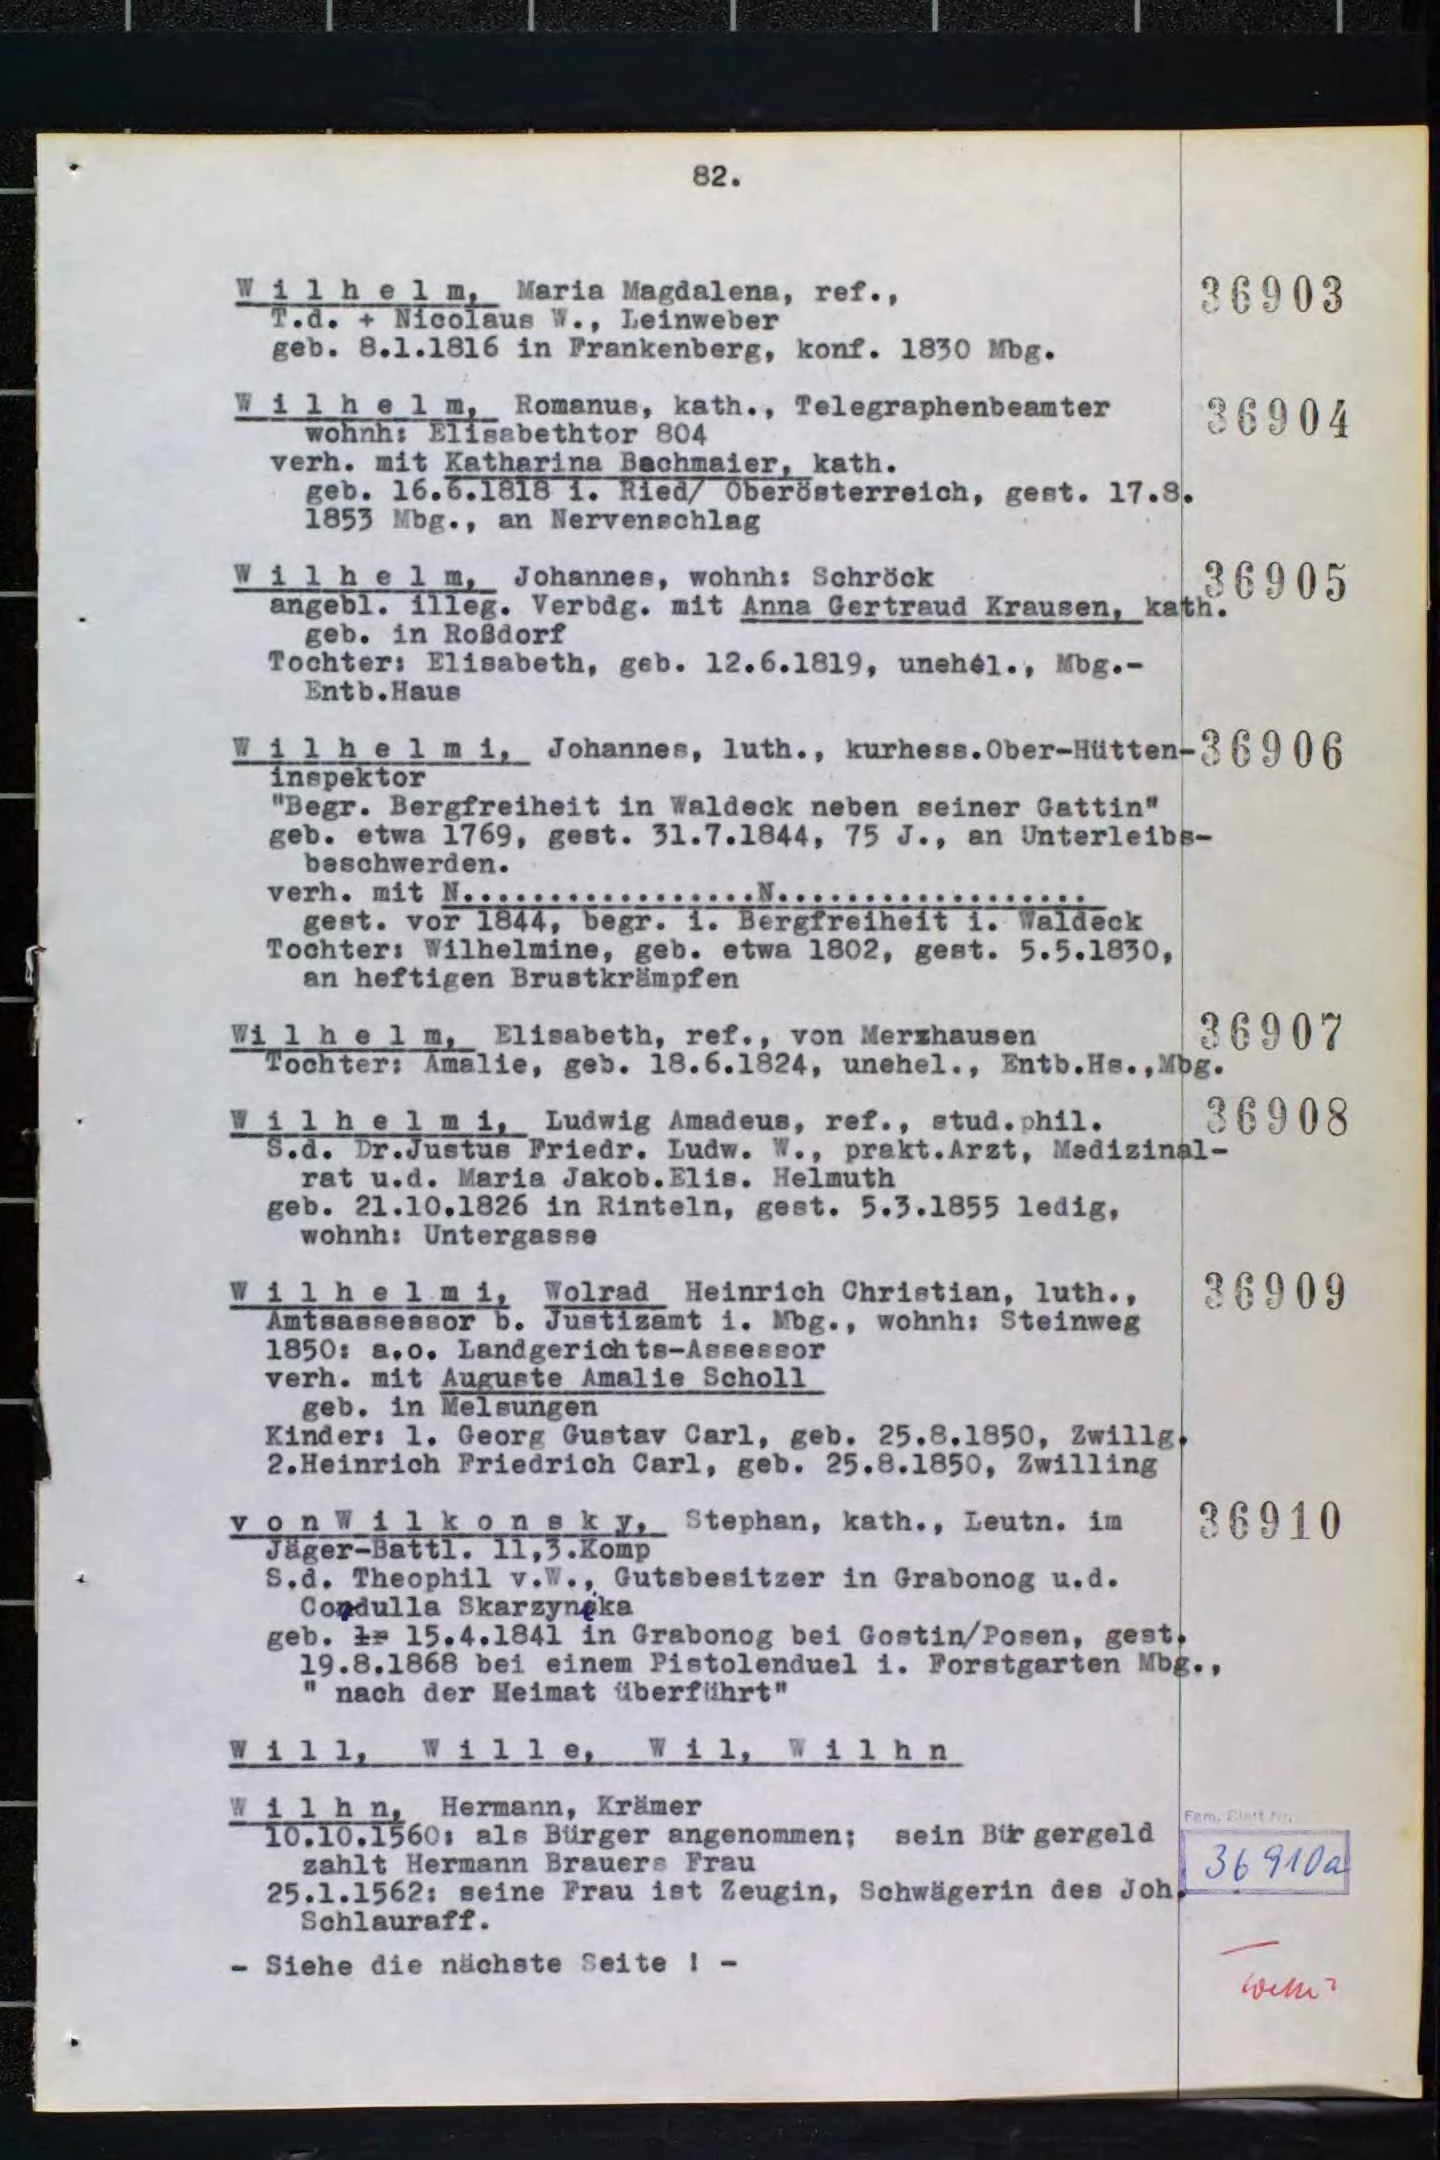 82.
W i l h e l m, Maria Magdalena, ref., 36903
T.d. + Nicolaus W., Leinweber
geb. 8.1.1816 in Frankenberg, konf. 1830 Mbg.
W i l h e l m, Romanus, kath., Telegraphenbeamter 36904
wohnh: Elisabethtor 804
verh. mit Katharina Bachmaier, kath.
geb. 16.6.1818 i. Ried/ Oberösterreich, gest. 17.8.
1853 Mbg., an Nervenschlag
W i l h e l m, Johannes, wohnh: Schröck 36905
angebl. illeg. Verbdg. mit Anna Gertraud Krausen, kath.
geb. in Roßdorf
Tochter: Elisabeth, geb. 12.6.1819, unehel., Mbg.-
Entb.Haus
W i l h e l m i, Johannes, luth., kurhess.Ober-Hütten- 36906
inspektor
"Begr. Bergfreiheit in Waldeck neben seiner Gattin"
geb. etwa 1769, gest. 31.7.1844, 75 J., an Unterleibs-
beschwerden.
verh. mit N.................N..................
gest. vor 1844, begr. i. Bergfreiheit i. Waldeck
Tochter: Wilhelmine, geb. etwa 1802, gest. 5.5.1830,
an heftigen Brustkrämpfen
Wi l h e l m, Elisabeth, ref., von Merzhausen 36907
Tochter: Amalie, geb. 18.6.1824, unehel., Entb.Hs.,Mbg.
W i l h e l m i, Ludwig Amadeus, ref., stud.phil. 36908
S.d. Dr.Justus Friedr. Ludw. W., prakt.Arzt, Medizinal-
rat u.d. Maria Jakob.Elis. Helmuth
geb. 21.10.1826 in Rinteln, gest. 5.3.1855 ledig,
wohnh: Untergasse
W i l h e l m i, Wolrad Heinrich Christian, luth., 36909
Amtsassessor b. Justizamt i. Mbg., wohnh: Steinweg
1850: a.o. Landgerichts-Assessor
verh. mit Auguste Amalie Scholl
geb. in Melsungen
Kinder: 1. Georg Gustav Carl, geb. 25.8.1850, Zwillg.
2.Heinrich Friedrich Carl, geb. 25.8.1850, Zwilling
v o n W i l k o n s k y, Stephan, kath., Leutn. im 36910
Jäger-Battl. 11,3.Komp
S.d. Theophil v.W., Gutsbesitzer in Grabonog u.d.
Skarzynska
geb. 15.4.1841 in Grabonog bei Gostin/Posen, gest.
19.8.1868 bei einem Pistolenduel i. Forstgarten Mbg.,
" nach der Heimat überführt"
W i l l, W i l l e, W i l, W i l h n
W i l h n, Hermann, Krämer
Fam. Blatt Nr.
10.10.1560: als Bürger angenommen; sein Bürgergeld
zahlt Hermann Brauers Frau 36910a
25.1.1562: seine Frau ist Zeugin, Schwägerin des Joh.
Schlauraff.
- Siehe die nächste Seite ! -